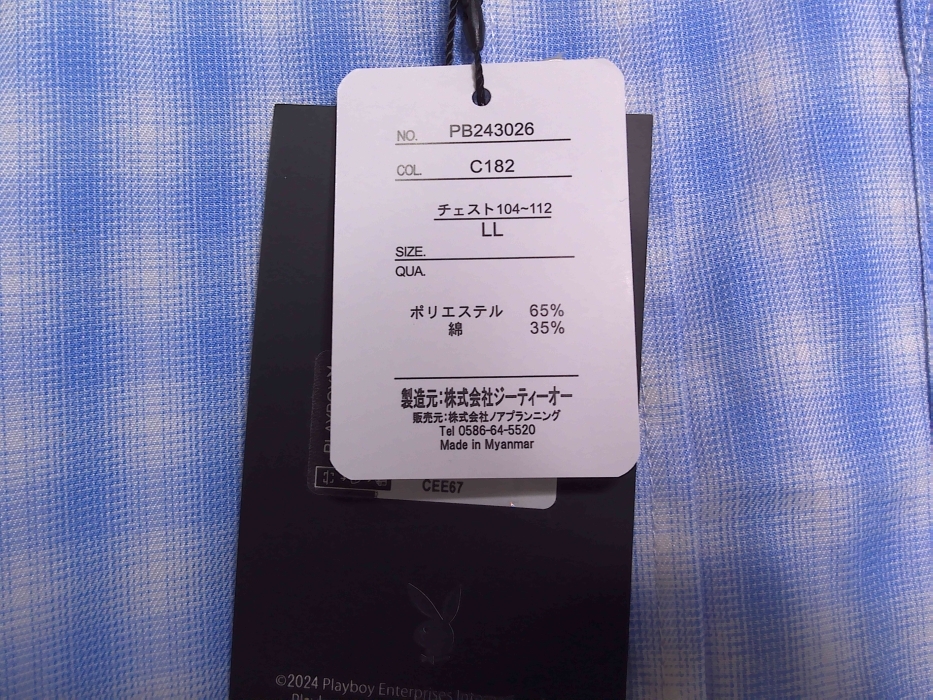 NO. PB243026
COL. C182
チェスト104~112
LL
SIZE.
QUA.
ポリエステル 65%
綿 35%
製造元:株式会社ジーティーオー
販売元:株式会社ノアプランニング
Tel 0586-64-5520
Made in Myanmar
CEE67
©2024 Playboy Enterprises